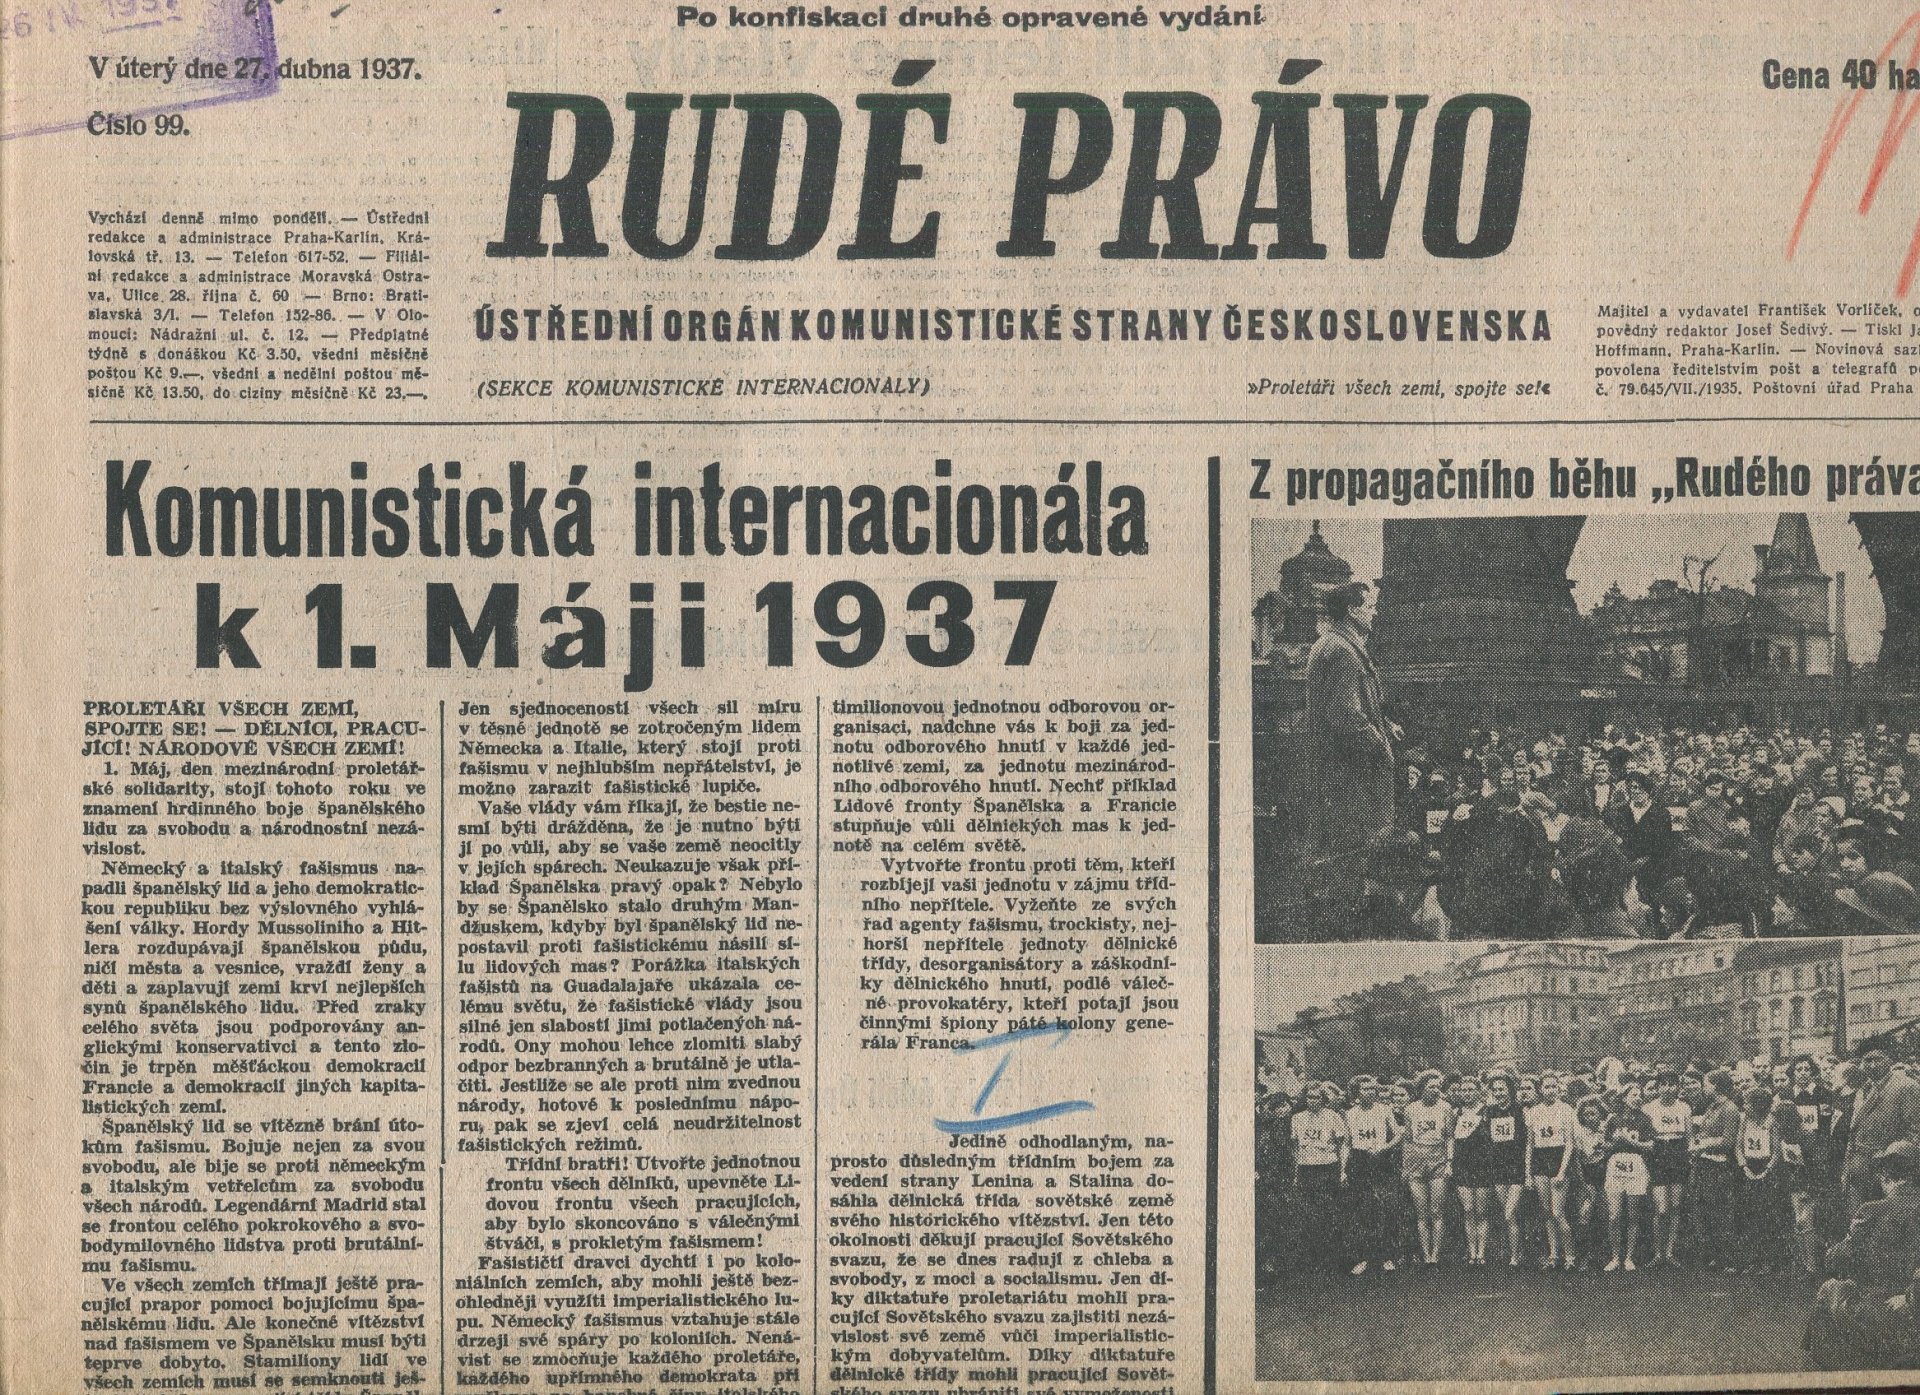 26 IV. 1937
Po konfiskaci druhé opravené vydání
V úterý dne 27. dubna 1937.
Číslo 99.
Cena 40 ha
RUDÉ PRÁVO
Vychází denně mimo pondělí. — Ústřední
redakce a administrace Praha-Karlín, Krá-
lovská tř. 13. — Telefon 617-52. — Filiál-
ní redakce a administrace Moravská Ostra-
va, Ulice 28. října č. 60 — Brno: Brati-
slavská 3/I. — Telefon 152-86. — V Olo-
mouci: Nádražní ul. č. 12. — Předplatné
týdně s donáškou Kč 3.50, všední měsíčně
poštou Kč 9.—, všední a nedělní poštou mě-
síčně Kč 13.50, do ciziny měsíčně Kč 23.—.
ÚSTŘEDNÍ ORGÁN KOMUNISTICKÉ STRANY ČESKOSLOVENSKA
(SEKCE KOMUNISTICKÉ INTERNACIONÁLY)
»Proletáři všech zemí, spojte se!«
Majitel a vydavatel František Vorlíček, o
povědný redaktor Josef Šedivý. — Tiskl Ja
Hoffmann, Praha-Karlín. — Novinová saz
povolena ředitelstvím pošt a telegrafů p
č. 79.645/VII./1935. Poštovní úřad Praha
Komunistická internacionála
k 1. Máji 1937
PROLETÁŘI VŠECH ZEMÍ,
SPOJTE SE! — DĚLNÍCI, PRACU-
JÍCÍ! NÁRODOVÉ VŠECH ZEMÍ!
1. Máj, den mezinárodní proletář-
ské solidarity, stojí tohoto roku ve
znamení hrdinného boje španělského
lidu za svobodu a národnostní nezá-
vislost.
Německý a italský fašismus na-
padli španělský lid a jeho demokratic-
kou republiku bez výslovného vyhlá-
šení války. Hordy Mussoliniho a Hit-
lera rozdupávají španělskou půdu,
ničí města a vesnice, vraždí ženy a
děti a zaplavují zemi krví nejlepších
synů španělského lidu. Před zraky
celého světa jsou podporovány an-
glickými konservativci a tento zlo-
čin je trpěn měšťáckou demokracií
Francie a demokracií jiných kapita-
listických zemí.
Španělský lid se vítězně brání úto-
kům fašismu. Bojuje nejen za svou
svobodu, ale bije se proti německým
a italským vetřelcům za svobodu
všech národů. Legendární Madrid stal
se frontou celého pokrokového a svo-
bodymilovného lidstva proti brutální-
mu fašismu.
Ve všech zemích třímají ještě pra-
cující prapor pomoci bojujícímu špa-
nělskému lidu. Ale konečné vítězství
nad fašismem ve Španělsku musí býti
teprve dobyto. Stamiliony lidí ve
všech zemích musí se semknouti ješ-
Jen sjednoceností všech sil míru
v těsné jednotě se zotročeným lidem
Německa a Italie, který stojí proti
fašismu v nejhlubším nepřátelství, je
možno zarazit fašistické lupiče.
Vaše vlády vám říkají, že bestie ne-
smí býti drážděna, že je nutno býti
jí po vůli, aby se vaše země neocitly
v jejích spárech. Neukazuje však pří-
klad Španělska pravý opak? Nebylo
by se Španělsko stalo druhým Man-
džuskem, kdyby byl španělský lid ne-
postavil proti fašistickému násilí sí-
lu lidových mas? Porážka italských
fašistů na Guadalajaře ukázala ce-
lému světu, že fašistické vlády jsou
silné jen slabostí jimi potlačených ná-
rodů. Ony mohou lehce zlomiti slabý
odpor bezbranných a brutálně je utla-
čiti. Jestliže se ale proti nim zvednou
národy, hotové k poslednímu nápo-
ru, pak se zjeví celá neudržitelnost
fašistických režimů.
Třídní bratři! Utvořte jednotnou
frontu všech dělníků, upevněte Li-
dovou frontu všech pracujících,
aby bylo skoncováno s válečnými
štváči, s prokletým fašismem!
Fašističtí dravci dychtí i po kolo-
niálních zemích, aby mohli ještě bez-
ohledněji využíti imperialistického lu-
pu. Německý fašismus vztahuje stále
drzeji své spáry po koloniích. Nená-
vist se zmocňuje každého proletáře,
každého upřímného demokrata při
timilionovou jednotnou odborovou or-
ganisaci, nadchne vás k boji za jed-
notu odborového hnutí v každé jed-
notlivé zemi, za jednotu mezinárod-
ního odborového hnutí. Nechť příklad
Lidové fronty Španělska a Francie
stupňuje vůli dělnických mas k jed-
notě na celém světě.
Vytvořte frontu proti těm, kteří
rozbíjejí vaši jednotu v zájmu tříd-
ního nepřítele. Vyžeňte ze svých
řad agenty fašismu, trockisty, nej-
horší nepřítele jednoty dělnické
třídy, desorganisátory a záškodní-
ky dělnického hnutí, podlé váleč-
né provokatéry, kteří potají jsou
činnými špiony páté kolony gene-
rála Franca.
I
Jedině odhodlaným, na-
prosto důsledným třídním bojem za
vedení strany Lenina a Stalina do-
sáhla dělnická třída sovětské země
svého historického vítězství. Jen této
okolnosti děkují pracující Sovětského
svazu, že se dnes radují z chleba a
svobody, z moci a socialismu. Jen dí-
ky diktatuře proletariátu mohli pra-
cující Sovětského svazu zajistiti nezá-
vislost své země vůči imperialistic-
kým dobyvatelům. Díky diktatuře
dělnické třídy mohli pracující Sovět-
ského svazu uhrániti své vymoženosti
Z propagačního běhu „Rudého práva
521
544
520
511
15
563
564
24